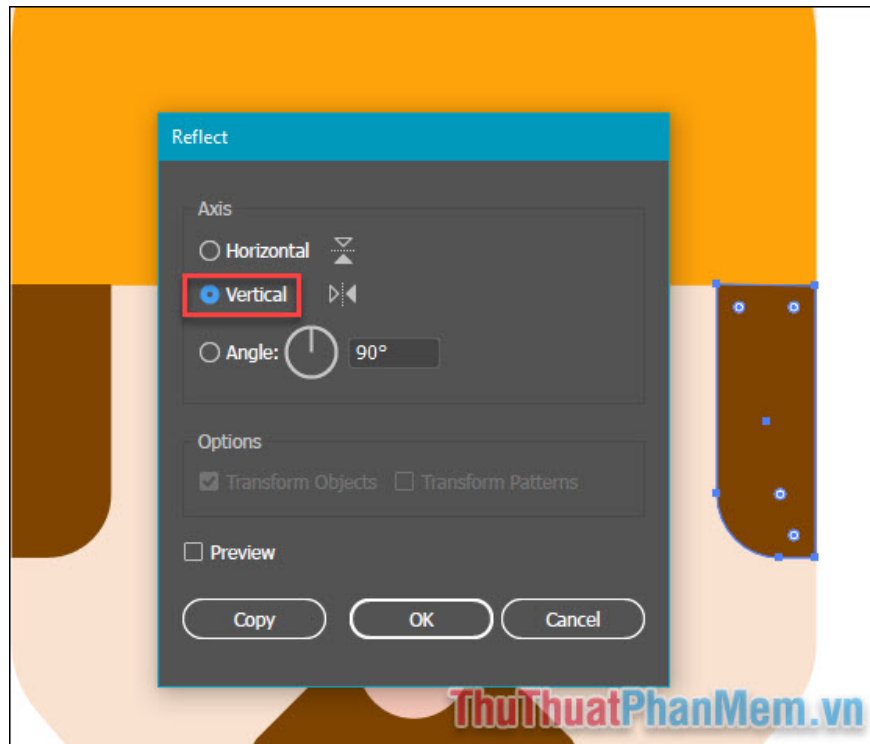 Reflect
Axis
Horizontal
Vertical
Angle: 90°
Options
Transform Objects Transform Patterns
Preview
Copy OK Cancel
ThuThuatPhanMem.vn